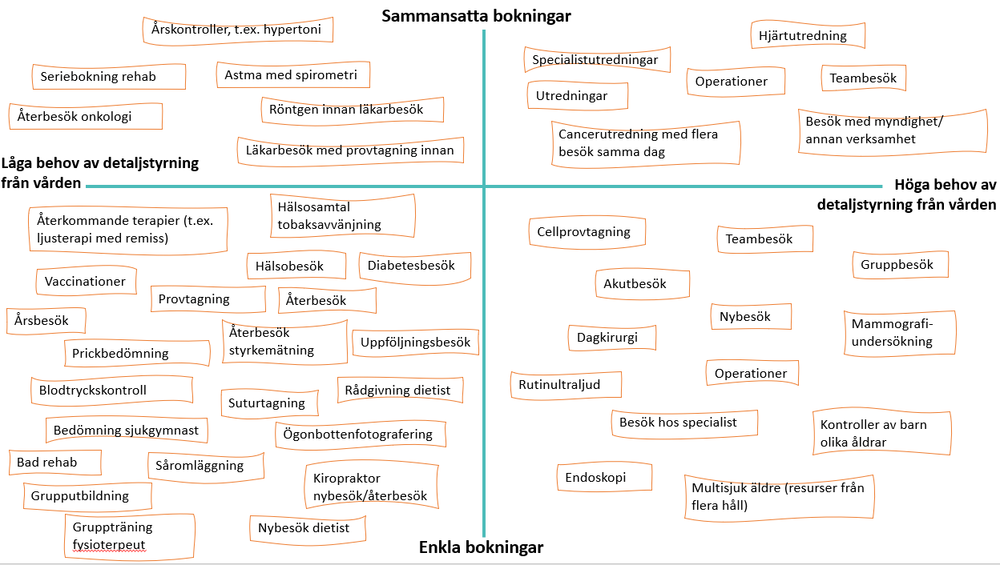 Sammansatta bokningar
Årskontroller, t.ex. hypertoni
Seriebokning rehab
Astma med spirometri
Återbesök onkologi
Röntgen innan läkarbesök
Läkarbesök med provtagning innan
Hjärtutredning
Specialistutredningar
Operationer
Teambesök
Utredningar
Cancerutredning med flera
besök samma dag
Besök med myndighet/
annan verksamhet
Låga behov av detaljstyrning
från vården
Höga behov av
detaljstyrning från vården
Återkommande terapier (t.ex.
ljusterapi med remiss)
Hälsosamtal
tobaksavvänjning
Hälsobesök
Diabetesbesök
Vaccinationer
Provtagning
Återbesök
Årsbesök
Återbesök
styrkemätning
Uppföljningsbesök
Prickbedömning
Blodtryckskontroll
Suturtagning
Rådgivning dietist
Bedömning sjukgymnast
Ögonbottenfotografering
Bad rehab
Såromläggning
Kiropraktor
nybesök/återbesök
Grupputbildning
Gruppträning
fysioterpeut
Nybesök dietist
Cellprovtagning
Teambesök
Gruppbesök
Akutbesök
Nybesök
Mammografi-
undersökning
Dagkirurgi
Operationer
Rutinultraljud
Besök hos specialist
Kontroller av barn
olika åldrar
Endoskopi
Multisjuk äldre (resurser från
flera håll)
Enkla bokningar